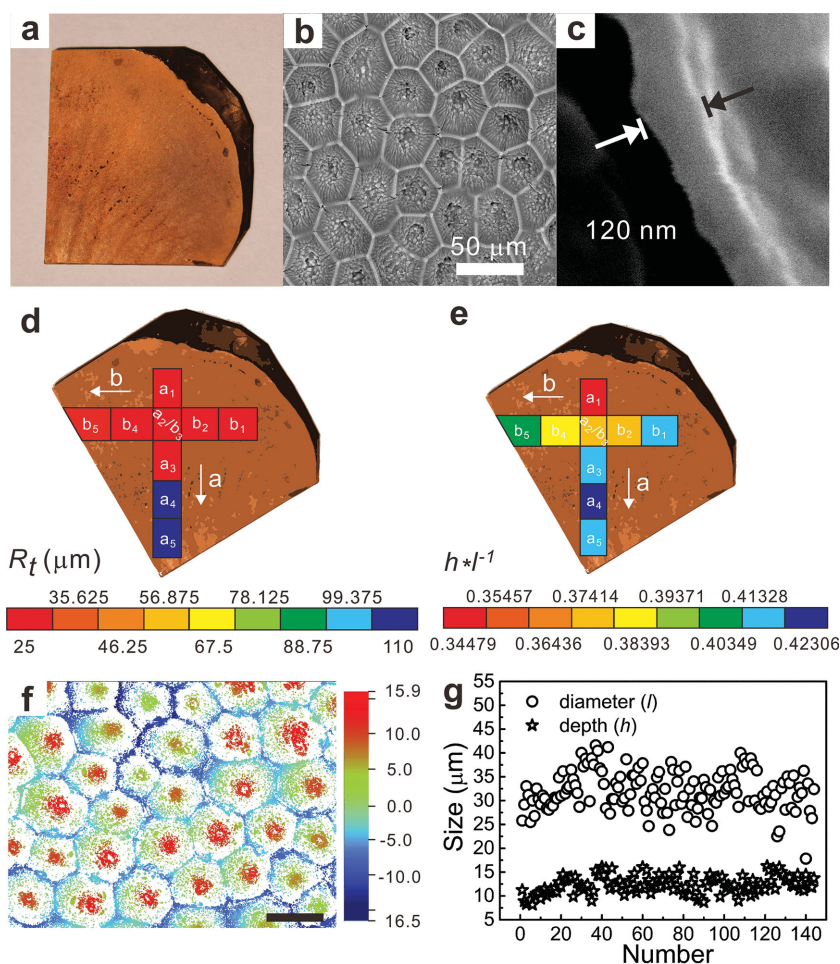 a
b
c
50 μm
120 nm
d
e
b
a1
b5 b4 a2/b3 b2 b1
a3
a
a4
a5
b
a1
b5 b4 a2/b3 b2 b1
a3
a
a4
a5
Rt (μm)
35.625 56.875 78.125 99.375
25 46.25 67.5 88.75 110
h*l-1
0.35457 0.37414 0.39371 0.41328
0.34479 0.36436 0.38393 0.40349 0.42306
f
15.9
10.0
5.0
0.0
-5.0
-10.0
16.5
g
diameter (l)
depth (h)
Size (μm)
55
50
45
40
35
30
25
20
15
10
5
0 20 40 60 80 100 120 140
Number